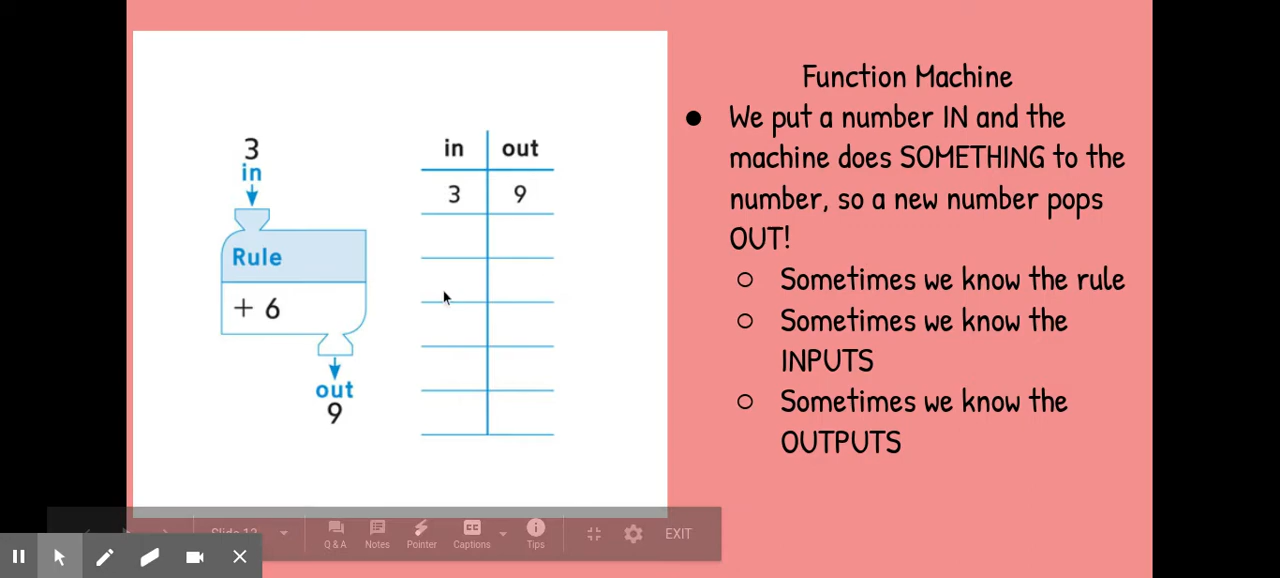 3
in
Rule
+ 6
out
9
in out
3 9
Function Machine
● We put a number IN and the
machine does SOMETHING to the
number, so a new number pops
OUT!
○ Sometimes we know the rule
○ Sometimes we know the
INPUTS
○ Sometimes we know the
OUTPUTS
Q & A Notes Pointer Captions Tips EXIT